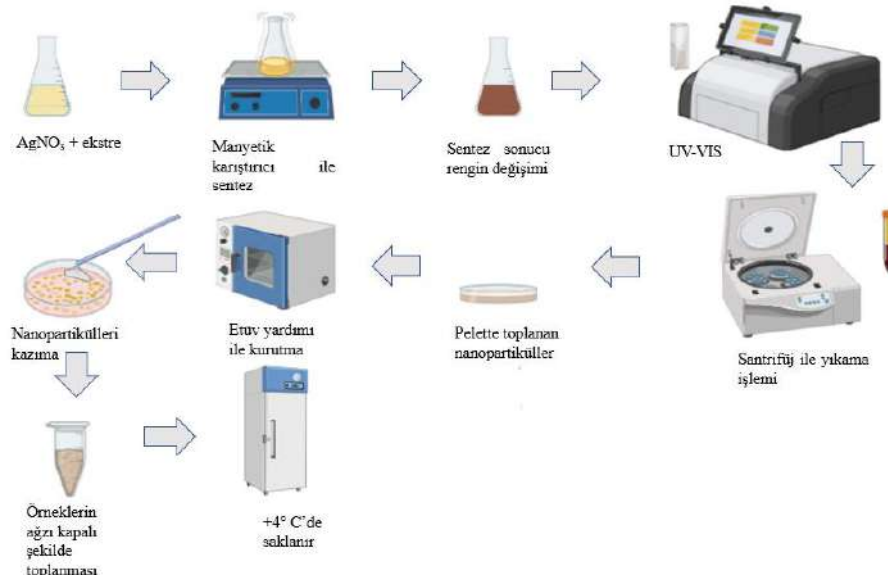 AgNO₃ + ekstre
Manyetik
karıştırıcı ile
sentez
Sentez sonucu
rengin değişimi
UV-VIS
Santrifüj ile yıkama
işlemi
Pelette toplanan
nanopartiküller
Etüv yardımı
ile kurutma
Nanopartikülleri
kazıma
Örneklerin
ağzı kapalı
şekilde
toplanması
+4° C’de
saklanır